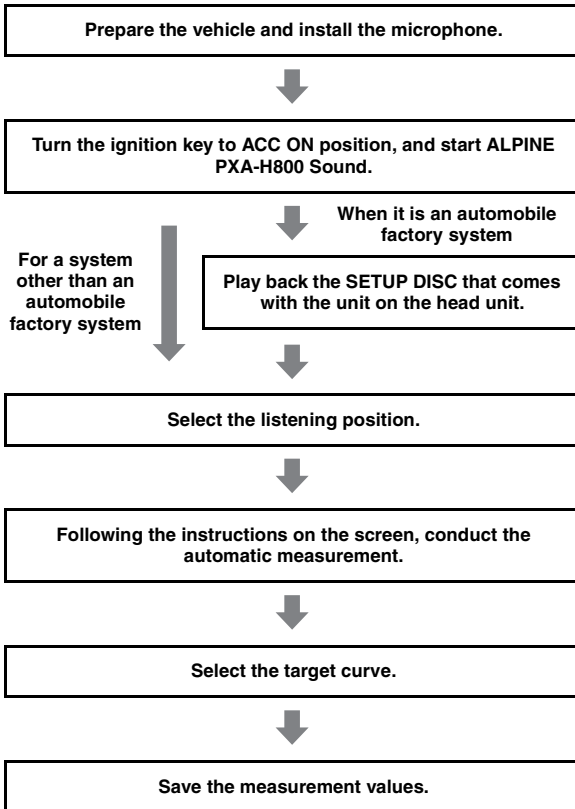 Prepare the vehicle and install the microphone.
Turn the ignition key to ACC ON position, and start ALPINE
PXA-H800 Sound.
When it is an automobile
factory system
For a system
other than an
automobile
factory system
Play back the SETUP DISC that comes
with the unit on the head unit.
Select the listening position.
Following the instructions on the screen, conduct the
automatic measurement.
Select the target curve.
Save the measurement values.